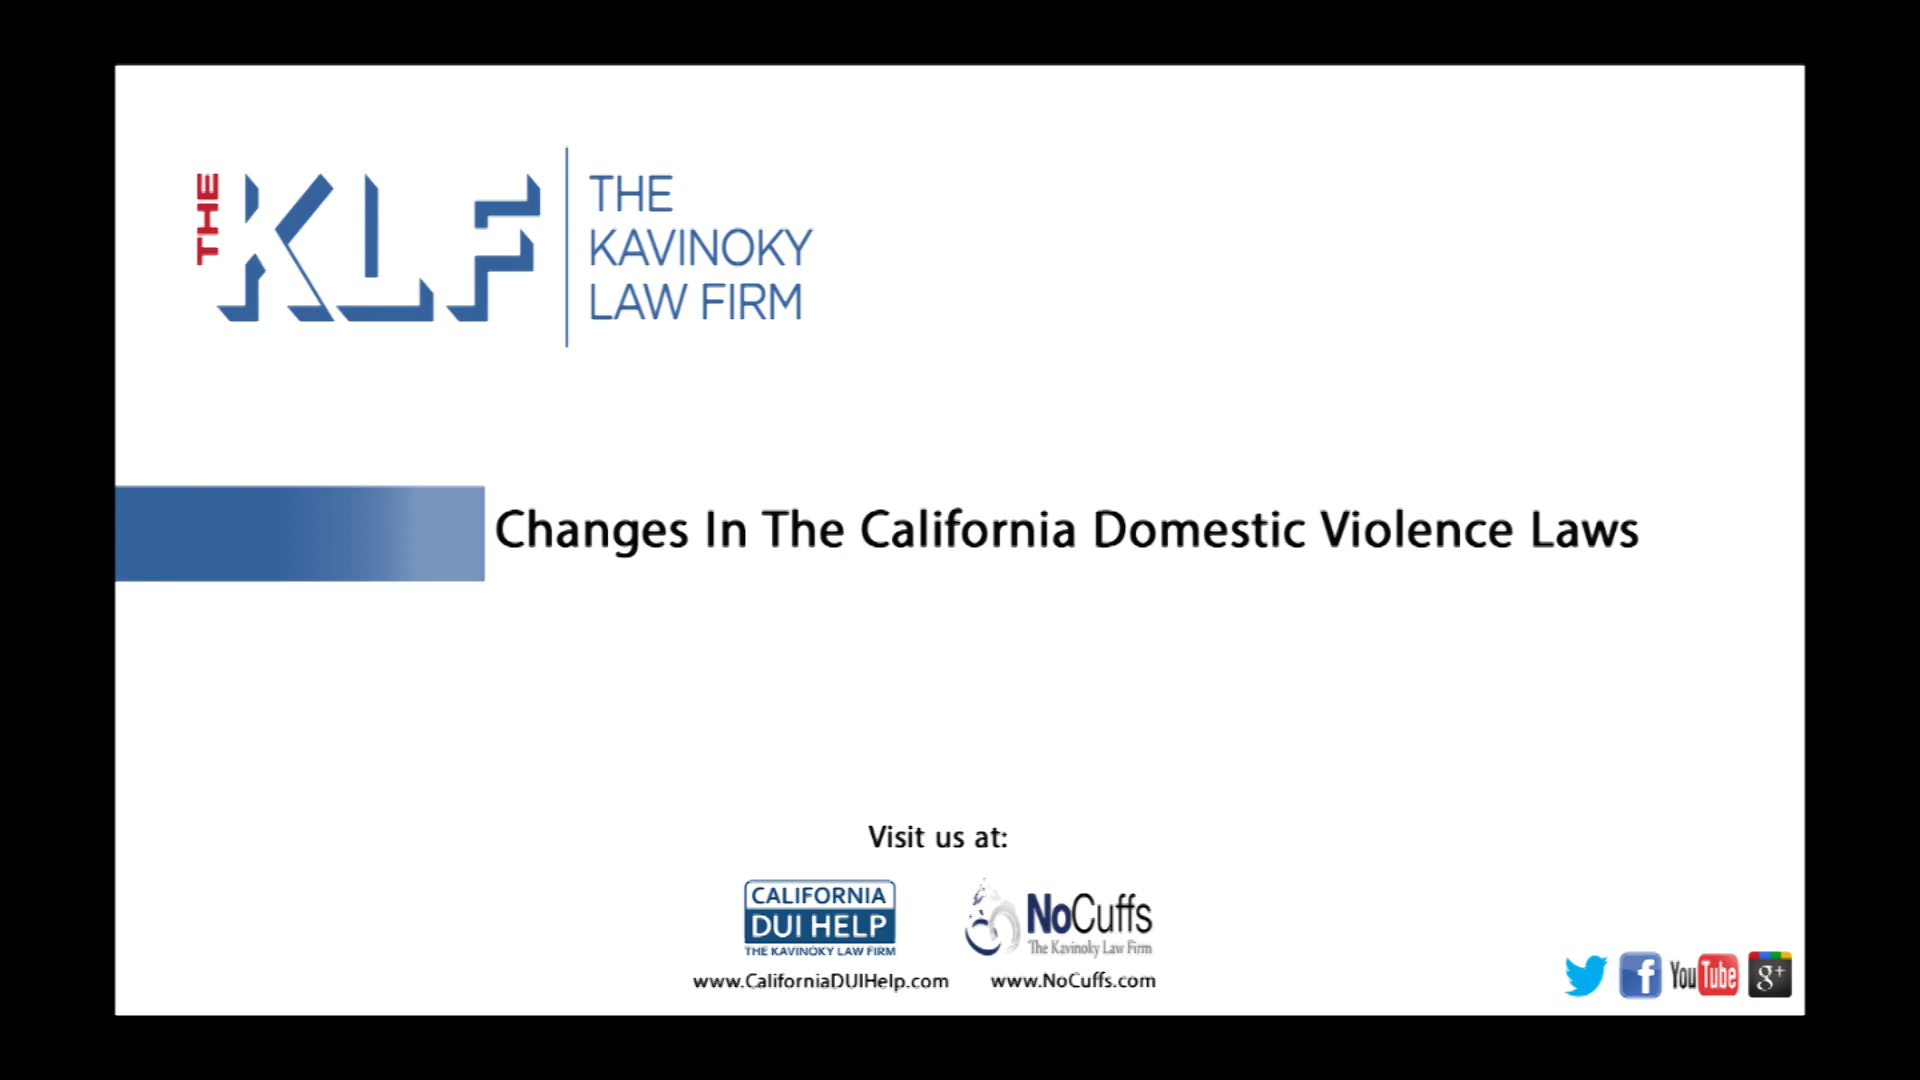 THE
KLF
THE
KAVINOKY
LAW FIRM
Changes In The California Domestic Violence Laws
Visit us at:
CALIFORNIA
DUI HELP
THE KAVINOKY LAW FIRM
www.CaliforniaDUIHelp.com
NoCuffs
The Kavinoky Law Firm
www.NoCuffs.com
f
YouTube
g+